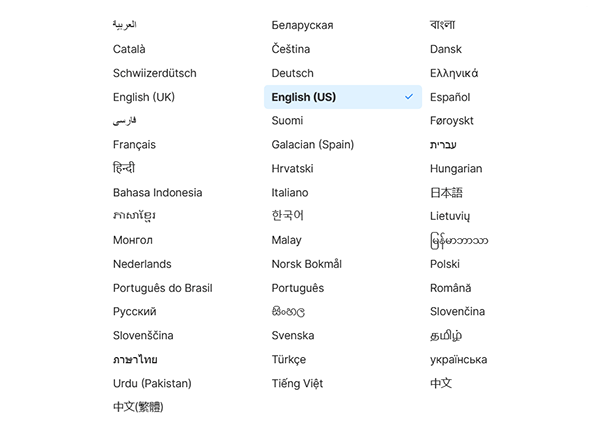 العربية Беларуская বাংলা
Català Čeština Dansk
Schwiizerdütsch Deutsch Ελληνικά
English (UK) English (US) Español
فارسی Suomi Føroyskt
Français Galacian (Spain) עברית
हिन्दी Hrvatski Hungarian
Bahasa Indonesia Italiano 日本語
ភាសាខ្មែរ 한국어 Lietuvių
Монгол Malay မြန်မာဘာသာ
Nederlands Norsk Bokmål Polski
Português do Brasil Português Română
Русский සිංහල Slovenčina
Slovenščina Svenska தமிழ்
ภาษาไทย Türkçe українська
Urdu (Pakistan) Tiếng Việt 中文
中文(繁體)